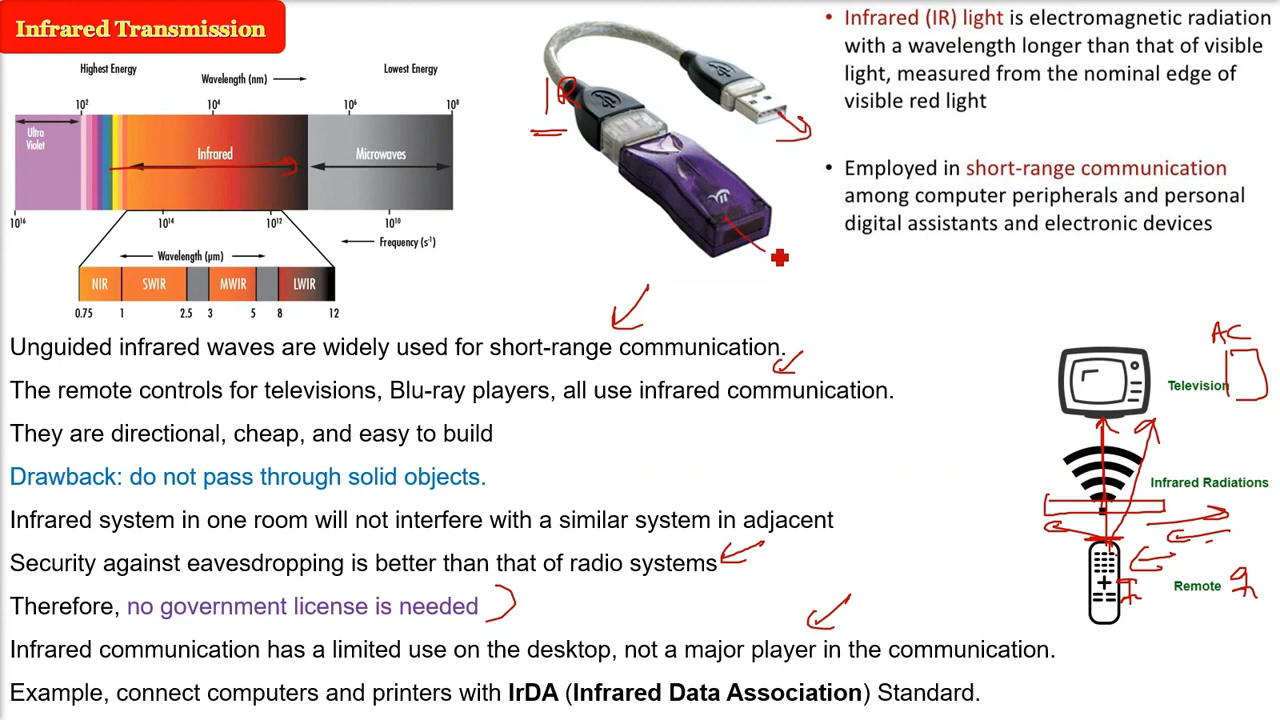 Infrared Transmission
Highest Energy
Wavelength (nm)
Lowest Energy
10²
10⁴
10⁶
10⁸
Ultra
Violet
Infrared
Microwaves
10¹⁶
10¹⁴
10¹²
10¹⁰
Frequency (s⁻¹)
Wavelength (μm)
NIR
SWIR
MWIR
LWIR
0.75
1
2.5
3
5
8
12
IR
• Infrared (IR) light is electromagnetic radiation
with a wavelength longer than that of visible
light, measured from the nominal edge of
visible red light
• Employed in short-range communication
among computer peripherals and personal
digital assistants and electronic devices
Unguided infrared waves are widely used for short-range communication.
The remote controls for televisions, Blu-ray players, all use infrared communication.
They are directional, cheap, and easy to build
Drawback: do not pass through solid objects.
Infrared system in one room will not interfere with a similar system in adjacent
Security against eavesdropping is better than that of radio systems
Therefore, no government license is needed
Infrared communication has a limited use on the desktop, not a major player in the communication.
Example, connect computers and printers with IrDA (Infrared Data Association) Standard.
AC
Television
Infrared Radiations
Remote